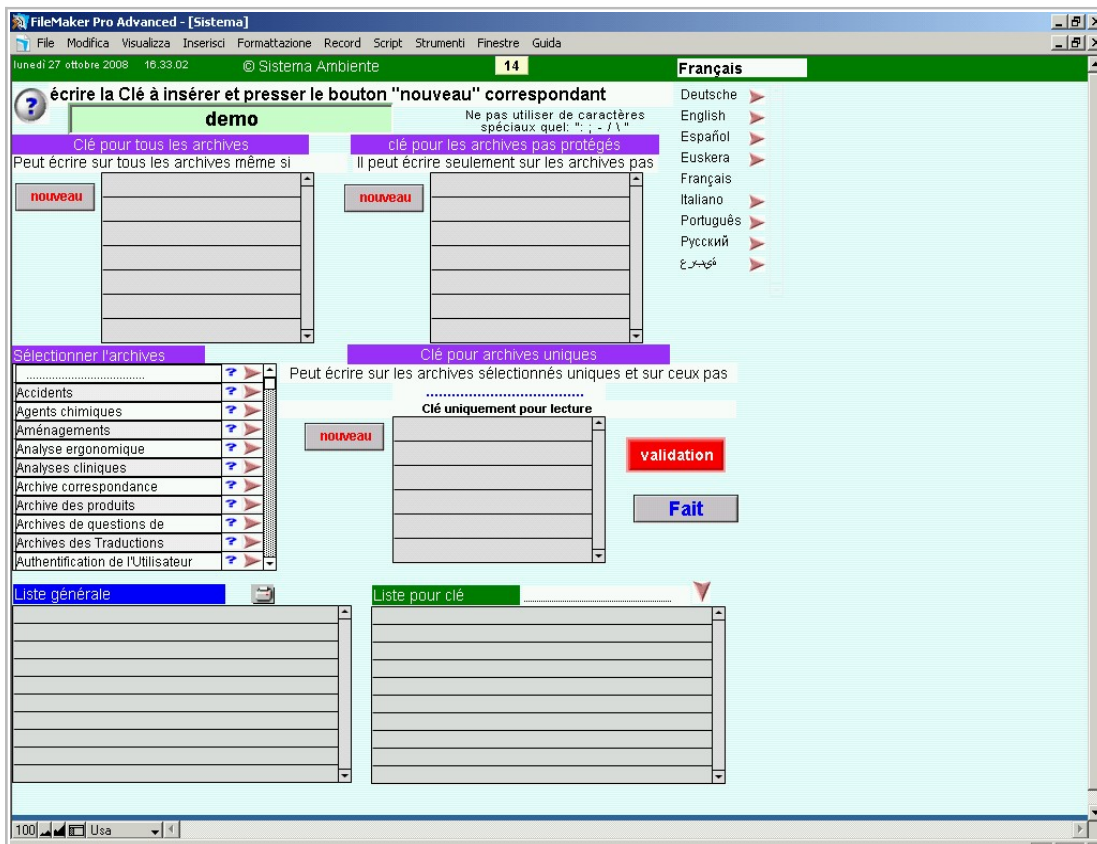 FileMaker Pro Advanced - [Sistema]
File Modifica Visualizza Inserisci Formattazione Record Script Strumenti Finestre Guida
lunedì 27 ottobre 2008 16.33.02 © Sistema Ambiente 14 Français
écrire la Clé à insérer et presser le bouton "nouveau" correspondant
demo
Ne pas utiliser de caractères
spéciaux quel: ": ; - / \ "
Deutsche
English
Español
Euskera
Français
Italiano
Português
Русский
Clé pour tous les archives
Peut écrire sur tous les archives même si
nouveau
clé pour les archives pas protégés
Il peut écrire seulement sur les archives pas
nouveau
Sélectionner l'archives
Accidents ?
Agents chimiques ?
Aménagements ?
Analyse ergonomique ?
Analyses cliniques ?
Archive correspondance ?
Archive des produits ?
Archives de questions de ?
Archives des Traductions ?
Authentification de l'Utilisateur ?
Clé pour archives uniques
Peut écrire sur les archives sélectionnés uniques et sur ceux pas
Clé uniquement pour lecture
nouveau
validation
Fait
Liste générale
Liste pour clé
100 Usa